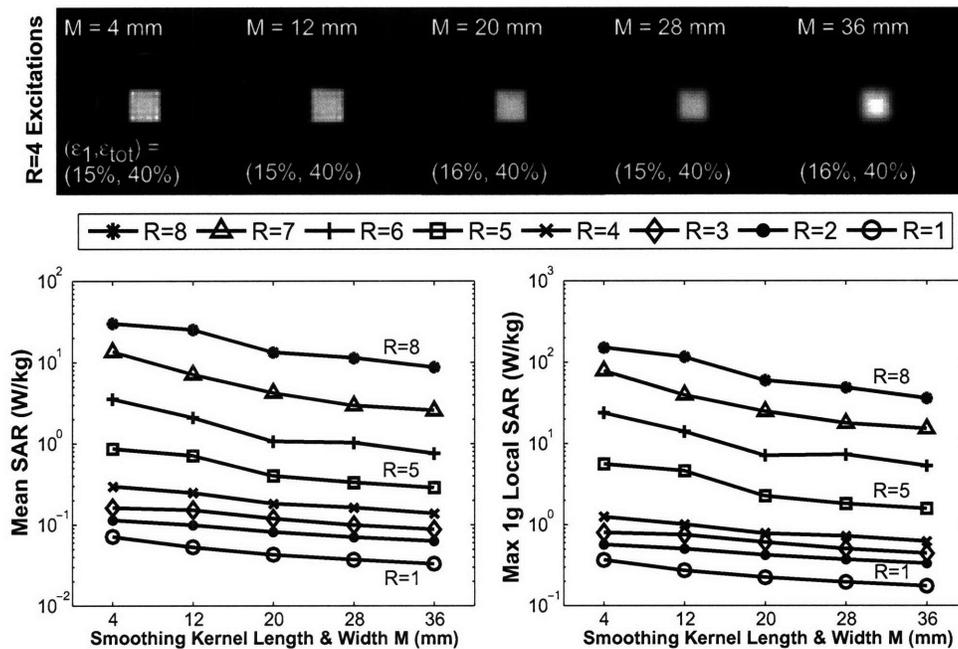 R=4 Excitations
M = 4 mm M = 12 mm M = 20 mm M = 28 mm M = 36 mm
(ε1,εtot) =
(15%, 40%) (15%, 40%) (16%, 40%) (15%, 40%) (16%, 40%)
R=8 R=7 R=6 R=5 R=4 R=3 R=2 R=1
Mean SAR (W/kg)
10^2
10^1
10^0
10^-1
10^-2
R=8
R=5
R=1
4 12 20 28 36
Smoothing Kernel Length & Width M (mm)
Max 1g Local SAR (W/kg)
10^3
10^2
10^1
10^0
10^-1
R=8
R=5
R=1
4 12 20 28 36
Smoothing Kernel Length & Width M (mm)